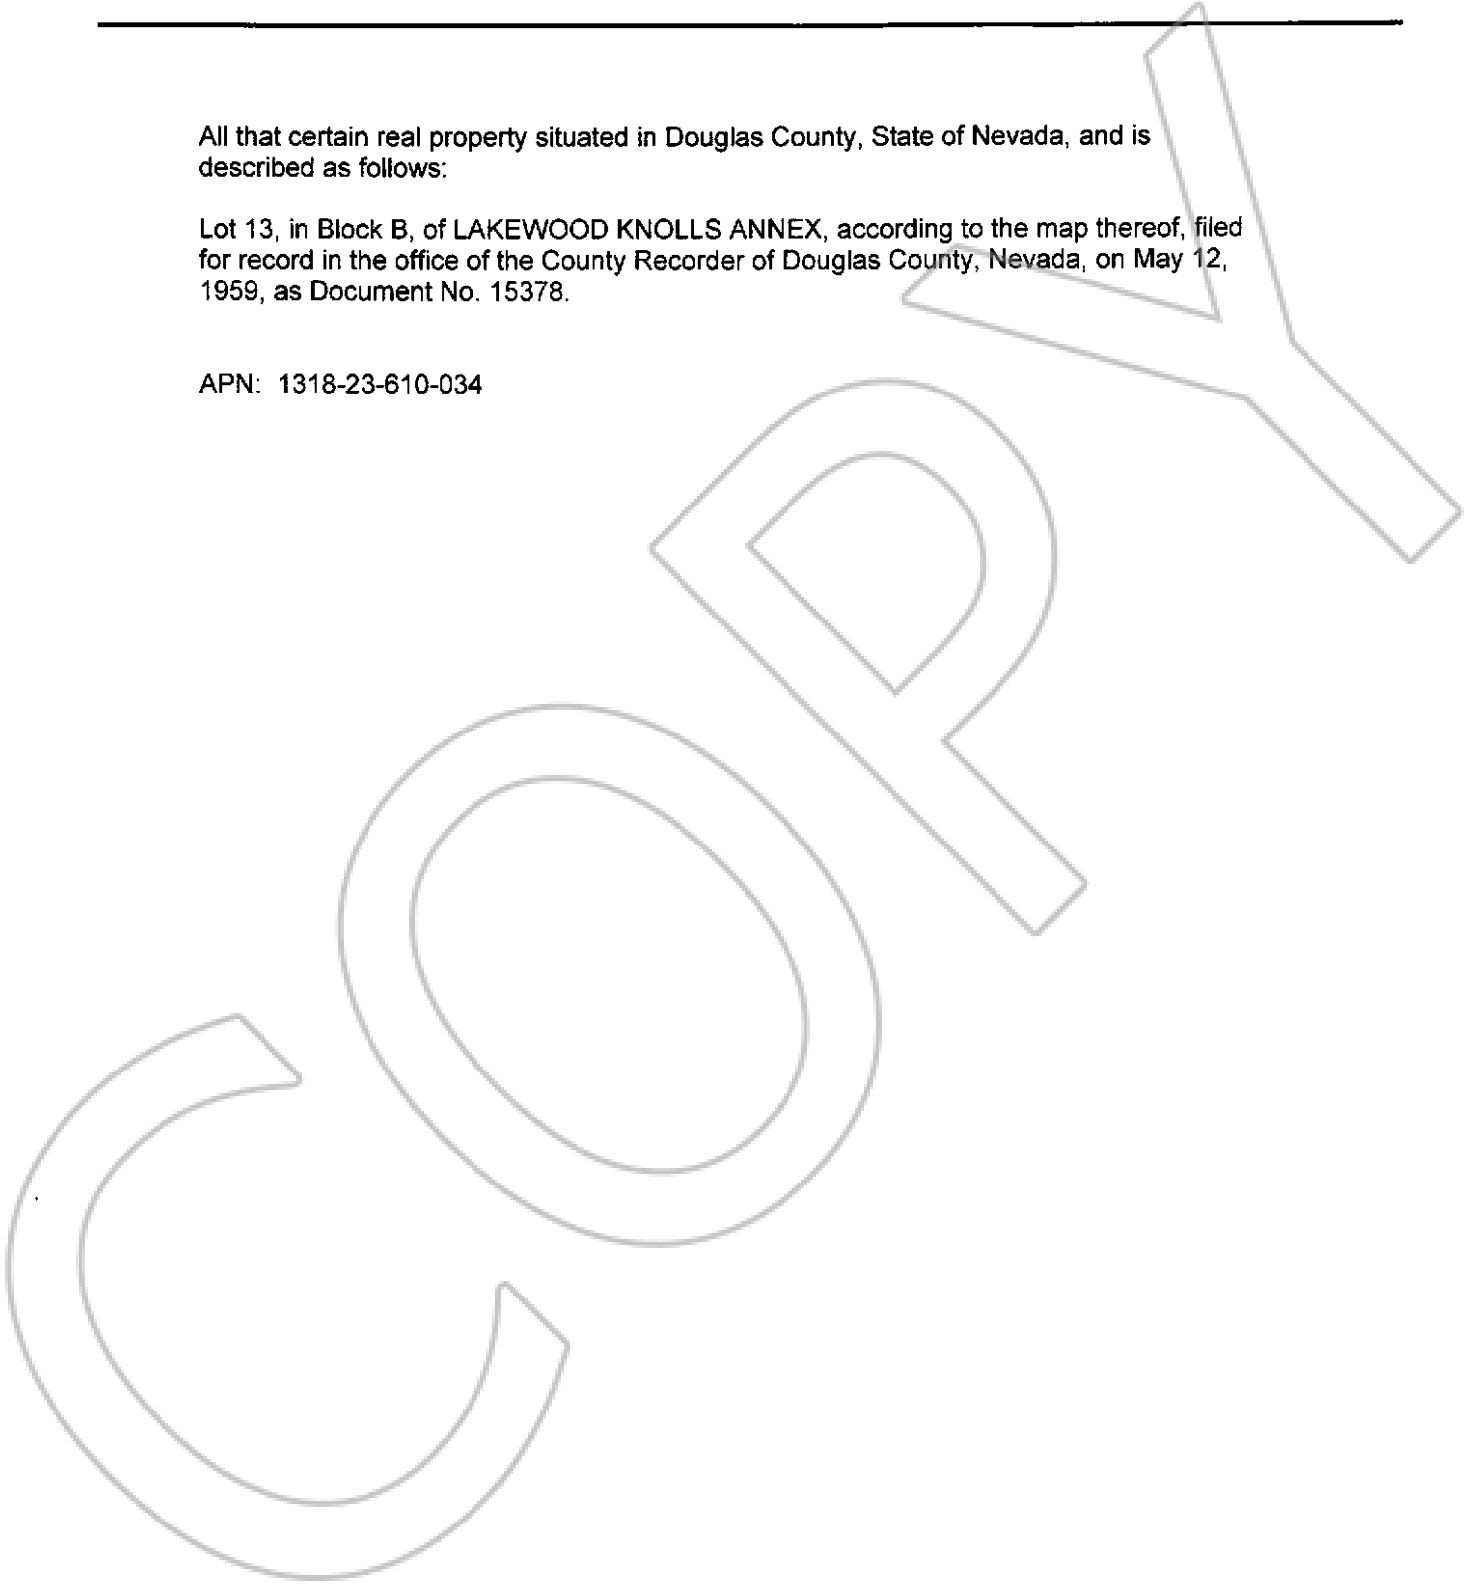 All that certain real property situated in Douglas County, State of Nevada, and is
described as follows:
Lot 13, in Block B, of LAKEWOOD KNOLLS ANNEX, according to the map thereof, filed
for record in the office of the County Recorder of Douglas County, Nevada, on May 12,
1959, as Document No. 15378.
APN: 1318-23-610-034
COPY